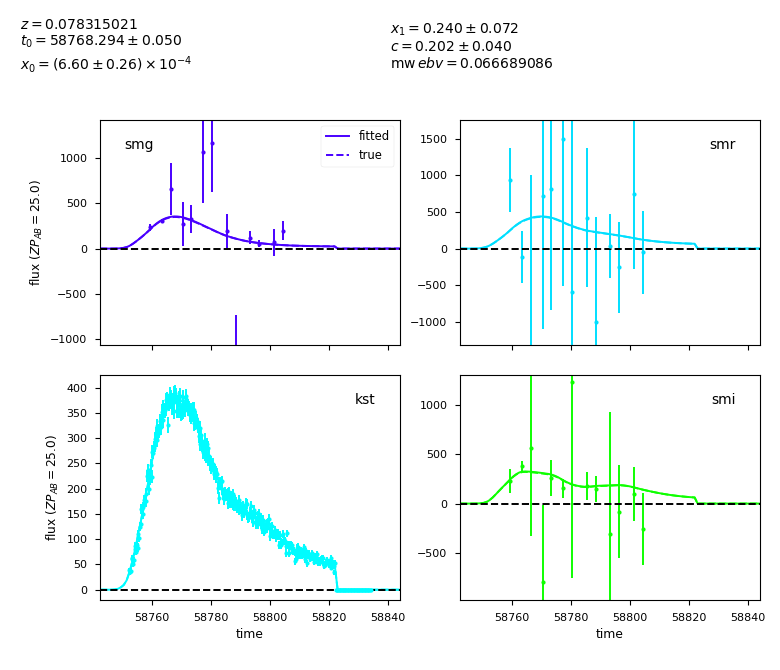 z = 0.078315021
t₀ = 58768.294 ± 0.050
x₀ = (6.60 ± 0.26) × 10⁻⁴
x₁ = 0.240 ± 0.072
c = 0.202 ± 0.040
mw ebv = 0.066689086
smg
fitted
true
1000
500
0
−500
−1000
flux (ZP_AB = 25.0)
smr
1500
1000
500
0
−500
−1000
kst
400
350
300
250
200
150
100
50
0
flux (ZP_AB = 25.0)
58760 58780 58800 58820 58840
time
smi
1000
500
0
−500
58760 58780 58800 58820 58840
time